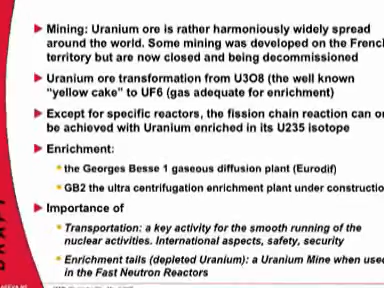 Mining: Uranium ore is rather harmoniously widely spread
around the world. Some mining was developed on the Frenc
territory but are now closed and being decommissioned
Uranium ore transformation from U3O8 (the well known
"yellow cake" to UF6 (gas adequate for enrichment)
Except for specific reactors, the fission chain reaction can on
be achieved with Uranium enriched in its U235 isotope
Enrichment:
the Georges Besse 1 gaseous diffusion plant (Eurodif)
GB2 the ultra centrifugation enrichment plant under constructio
Importance of
Transportation: a key activity for the smooth running of the
nuclear activities. International aspects, safety, security
Enrichment tails (depleted Uranium): a Uranium Mine when used
in the Fast Neutron Reactors
DRAFT